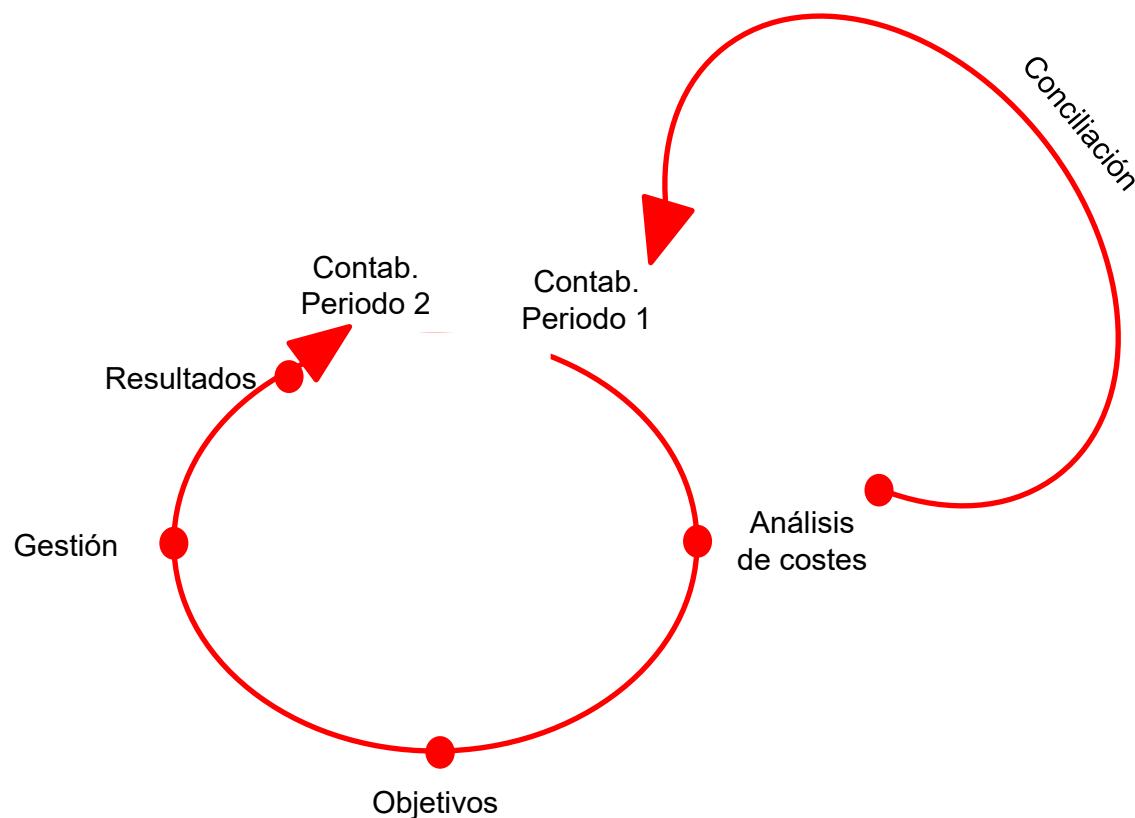 Conciliación
Contab.
Periodo 2
Contab.
Periodo 1
Resultados
Gestión
Análisis
de costes
Objetivos